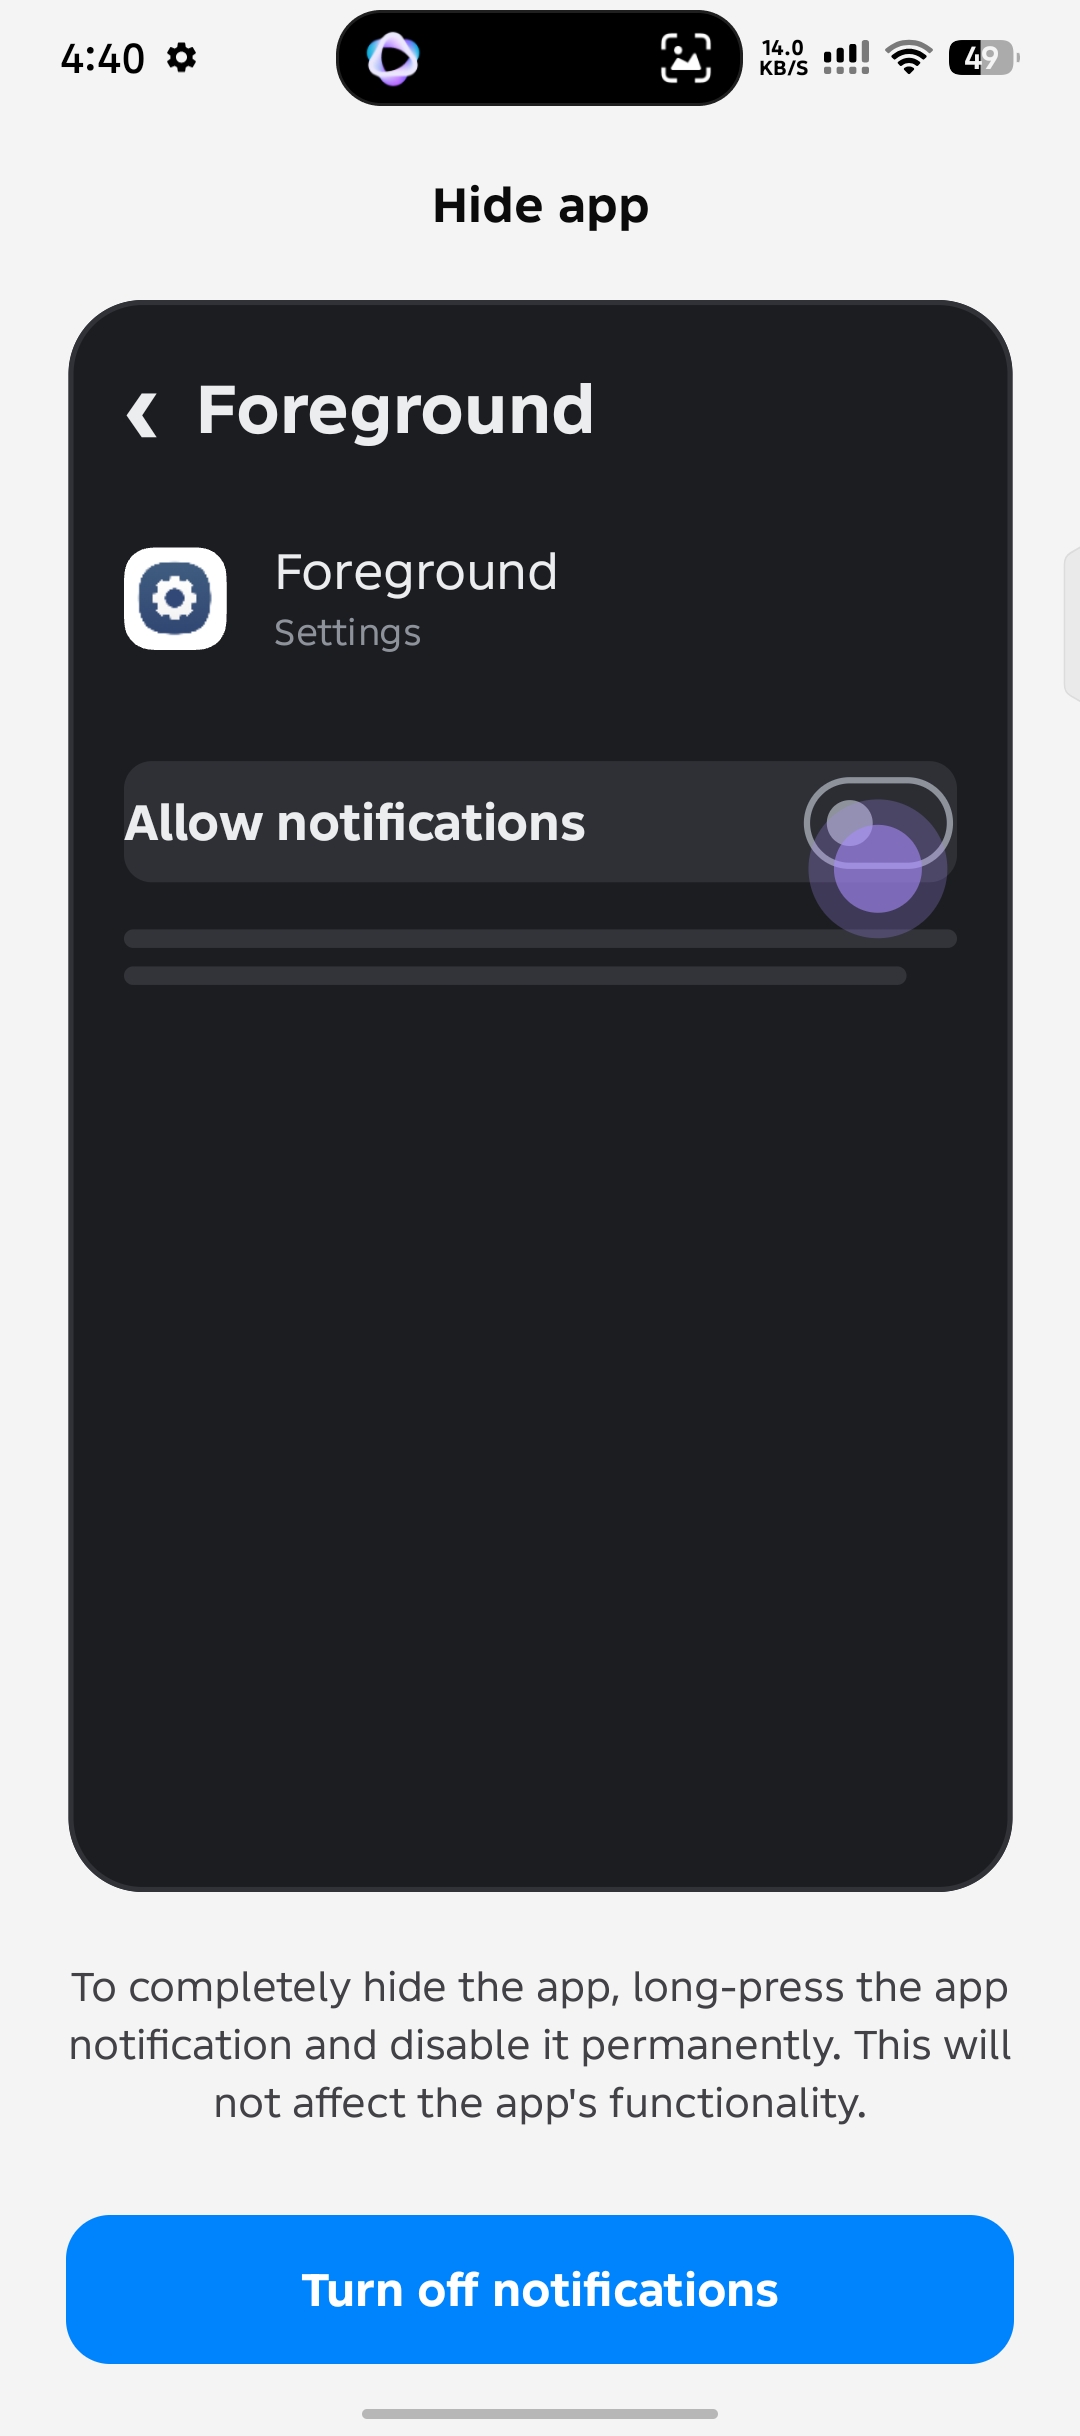 4:40
14.0
KB/S
49
Hide app
Foreground
Foreground
Settings
Allow notifications
To completely hide the app, long-press the app
notification and disable it permanently. This will
not affect the app's functionality.
Turn off notifications